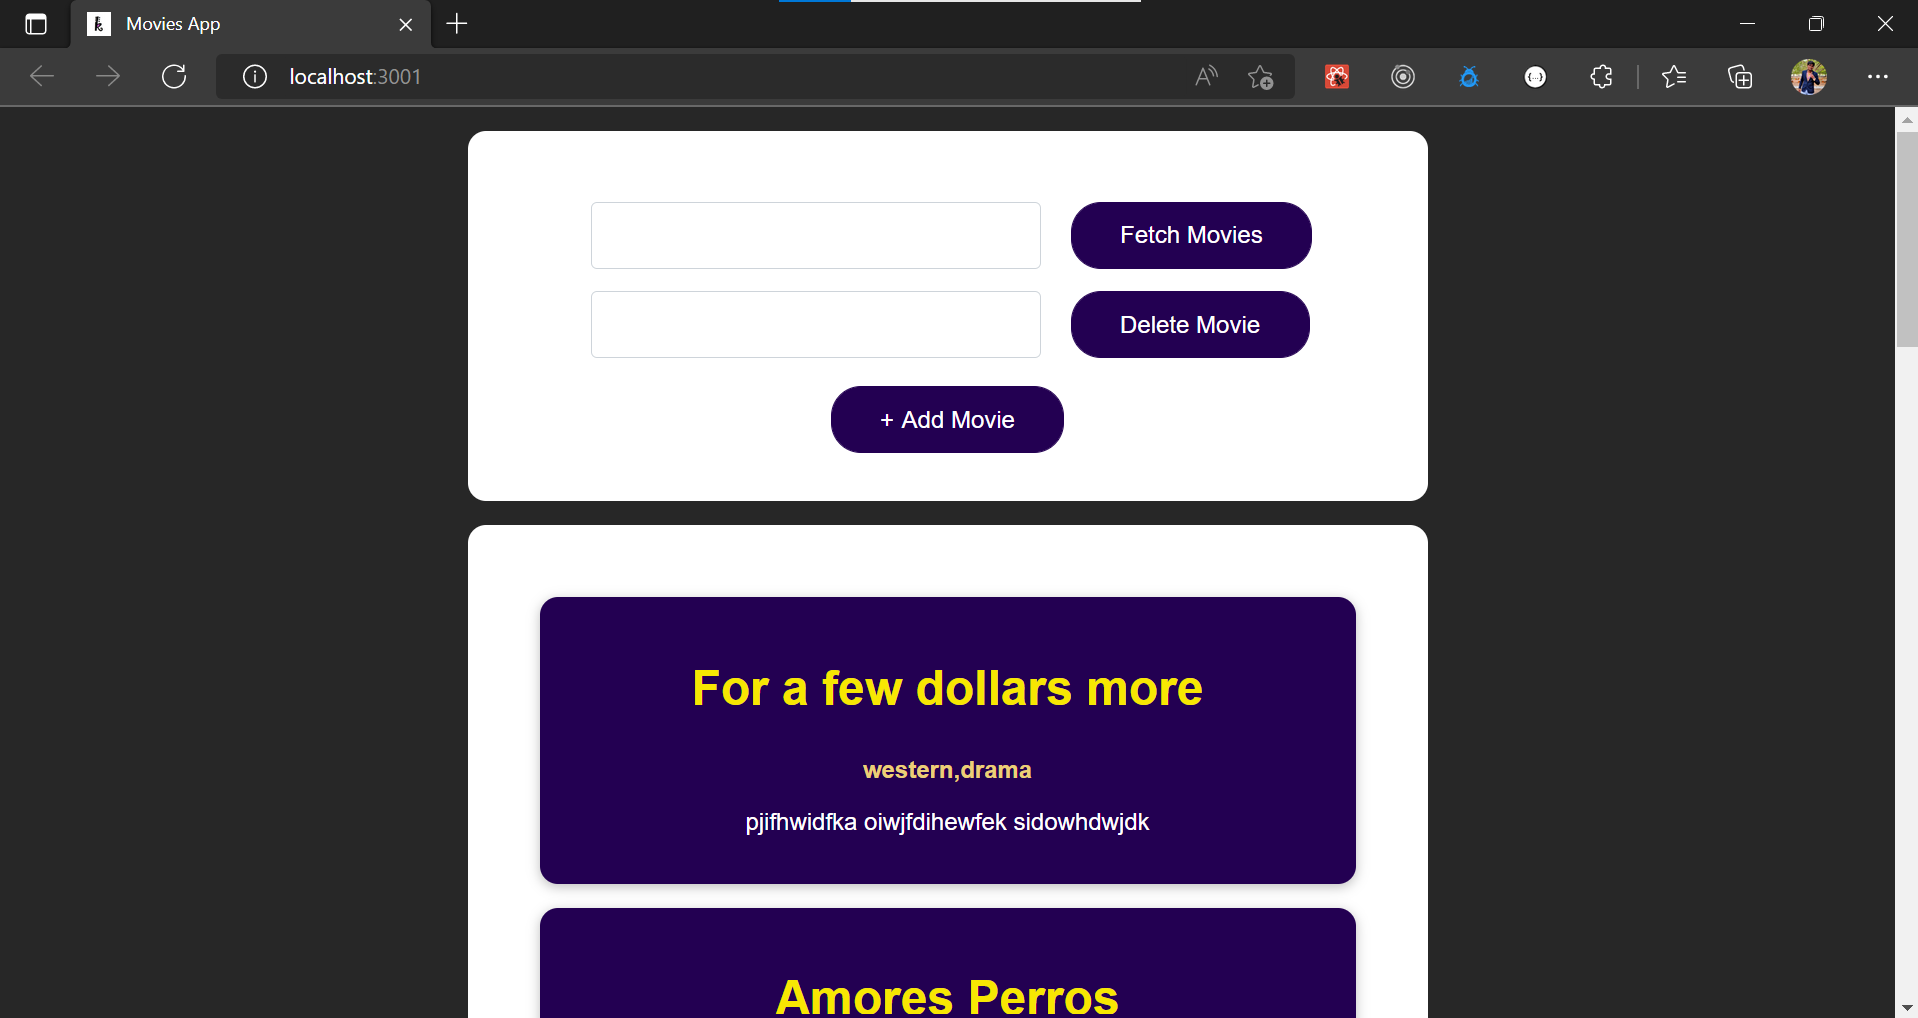 Movies App
localhost:3001
Fetch Movies
Delete Movie
+ Add Movie
For a few dollars more
western,drama
pjifhwidfka oiwjfdihewfek sidowhdwjdk
Amores Perros